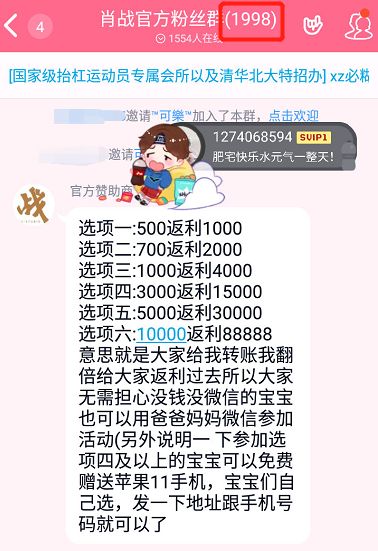 4
肖战官方粉丝群(1998)
1554人在线
[国家级抬杠运动员专属会所以及清华北大特招办] xz必糊
邀请™可樂™加入了本群，点击欢迎
邀请™可
1274068594 SVIP1
肥宅快乐水元气一整天！
官方赞助商
战
选项一:500返利1000
选项二:700返利2000
选项三:1000返利4000
选项四:3000返利15000
选项五:5000返利30000
选项六:10000返利88888
意思就是大家给我转账我翻
倍给大家返利过去所以大家
无需担心没钱没微信的宝宝
也可以用爸爸妈妈微信参加
活动(另外说明一 下参加选
项四及以上的宝宝可以免费
赠送苹果11手机，宝宝们自
己选，发一下地址跟手机号
码就可以了